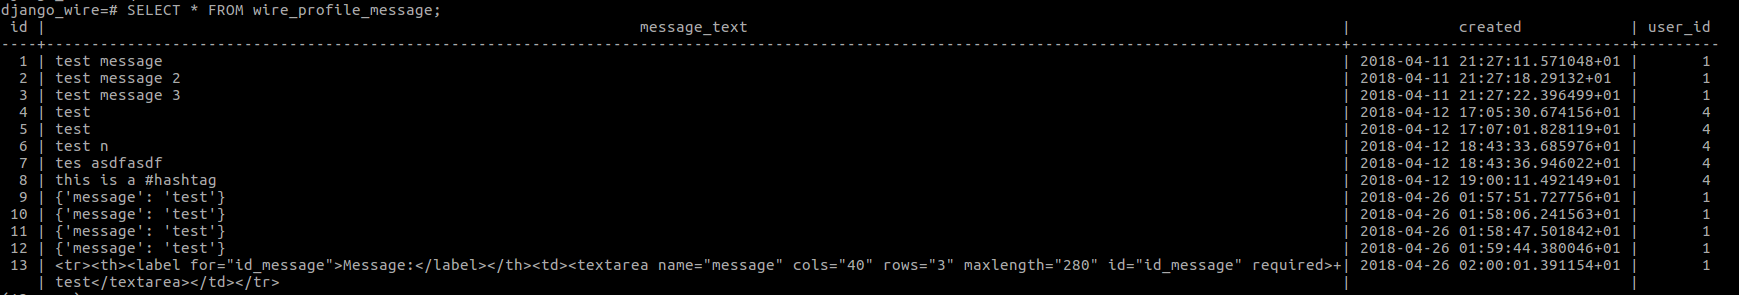 django_wire=# SELECT * FROM wire_profile_message;
 id |                                                                  message_text                                                                  |            created            | user_id
----+------------------------------------------------------------------------------------------------------------------------------------------------+-------------------------------+---------
  1 | test message                                                                                                                                   | 2018-04-11 21:27:11.571048+01 |       1
  2 | test message 2                                                                                                                                 | 2018-04-11 21:27:18.29132+01  |       1
  3 | test message 3                                                                                                                                 | 2018-04-11 21:27:22.396499+01 |       1
  4 | test                                                                                                                                           | 2018-04-12 17:05:30.674156+01 |       4
  5 | test                                                                                                                                           | 2018-04-12 17:07:01.828119+01 |       4
  6 | test n                                                                                                                                         | 2018-04-12 18:43:33.685976+01 |       4
  7 | tes asdfasdf                                                                                                                                   | 2018-04-12 18:43:36.946022+01 |       4
  8 | this is a #hashtag                                                                                                                             | 2018-04-12 19:00:11.492149+01 |       4
  9 | {'message': 'test'}                                                                                                                            | 2018-04-26 01:57:51.727756+01 |       1
 10 | {'message': 'test'}                                                                                                                            | 2018-04-26 01:58:06.241563+01 |       1
 11 | {'message': 'test'}                                                                                                                            | 2018-04-26 01:58:47.501842+01 |       1
 12 | {'message': 'test'}                                                                                                                            | 2018-04-26 01:59:44.380046+01 |       1
 13 | <tr><th><label for="id_message">Message:</label></th><td><textarea name="message" cols="40" rows="3" maxlength="280" id="id_message" required>+| 2018-04-26 02:00:01.391154+01 |       1
    | test</textarea></td></tr>                                                                                                                      |                               |